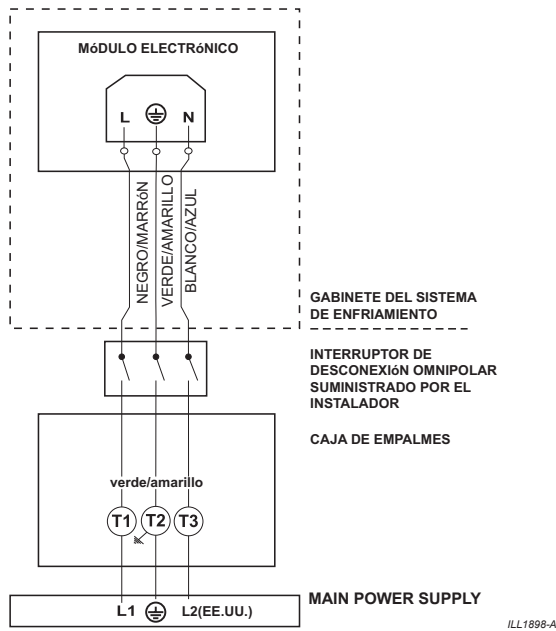 MóDULO ELECTRóNICO
L
N
NEGRO/MARRóN
VERDE/AMARILLO
BLANCO/AZUL
GABINETE DEL SISTEMA
DE ENFRIAMIENTO
INTERRUPTOR DE
DESCONEXIóN OMNIPOLAR
SUMINISTRADO POR EL
INSTALADOR
CAJA DE EMPALMES
verde/amarillo
T1 T2 T3
MAIN POWER SUPPLY
L1 L2(EE.UU.)
ILL1898-A